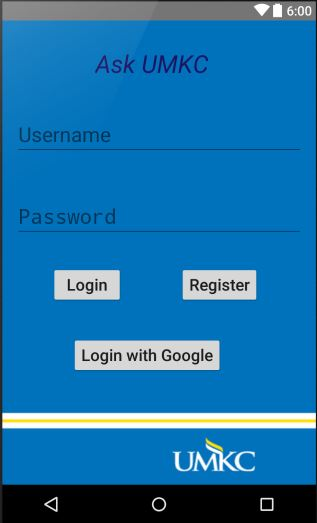 6:00
Ask UMKC
Username
Password
Login Register
Login with Google
UMKC